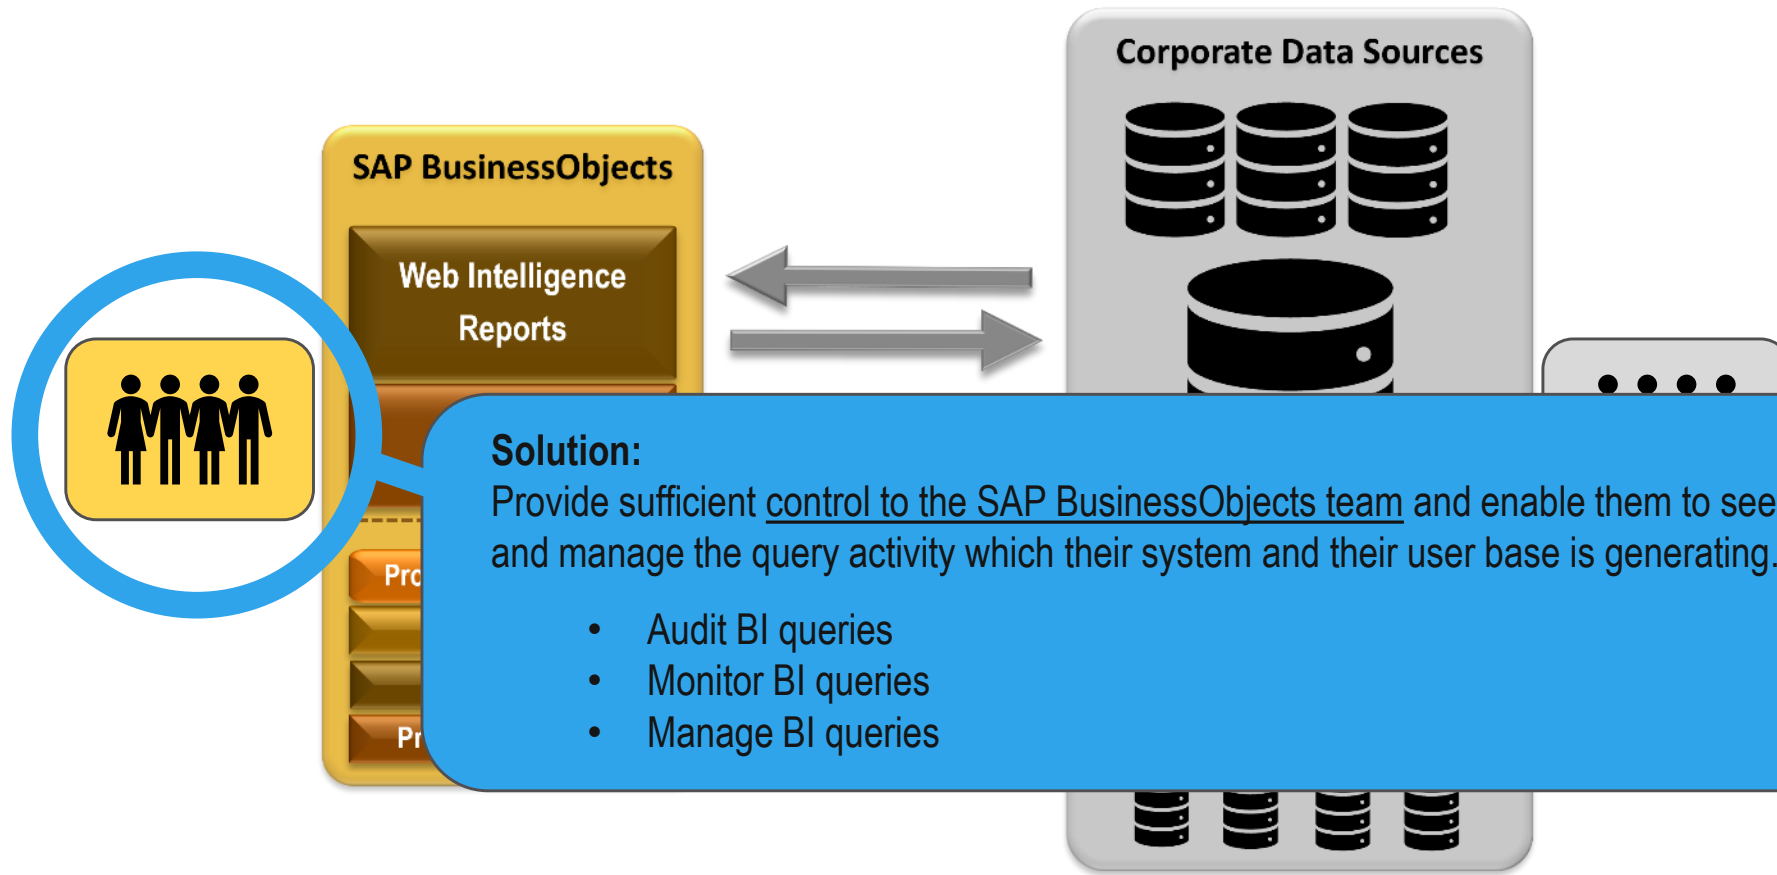 Corporate Data Sources
SAP BusinessObjects
Web Intelligence
Reports
Solution:
Provide sufficient control to the SAP BusinessObjects team and enable them to see
and manage the query activity which their system and their user base is generating.
• Audit BI queries
• Monitor BI queries
• Manage BI queries